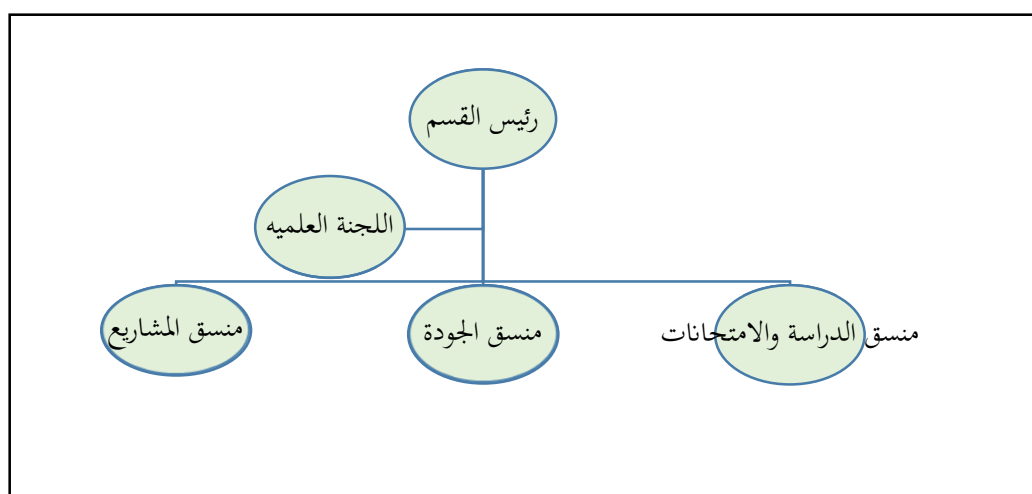 رئيس القسم
اللجنة العلميه
منسق الدراسة والامتحانات
منسق الجودة
منسق المشاريع